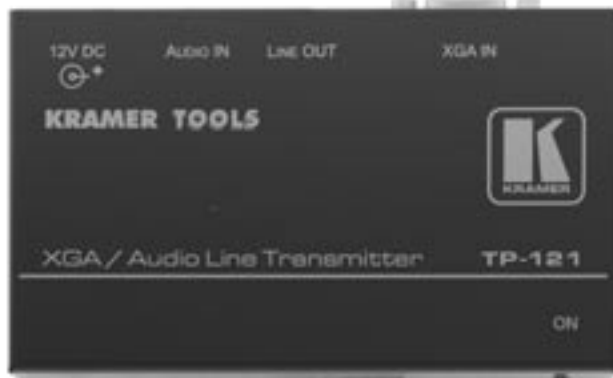 12V DC AUDIO IN LINE OUT XGA IN
+
KRAMER TOOLS
K
KRAMER
XGA / Audio Line Transmitter TP-121
ON